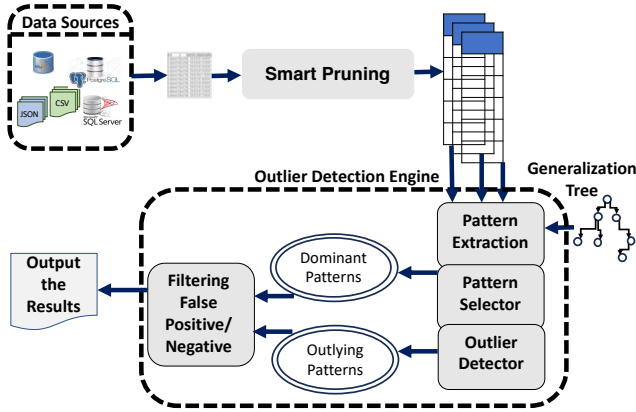 Data Sources
PostgreSQL
JSON
CSV
SQL Server
Smart Pruning
Outlier Detection Engine
Generalization
Tree
Pattern
Extraction
Pattern
Selector
Outlier
Detector
Dominant
Patterns
Outlying
Patterns
Filtering
False
Positive/
Negative
Output
the
Results